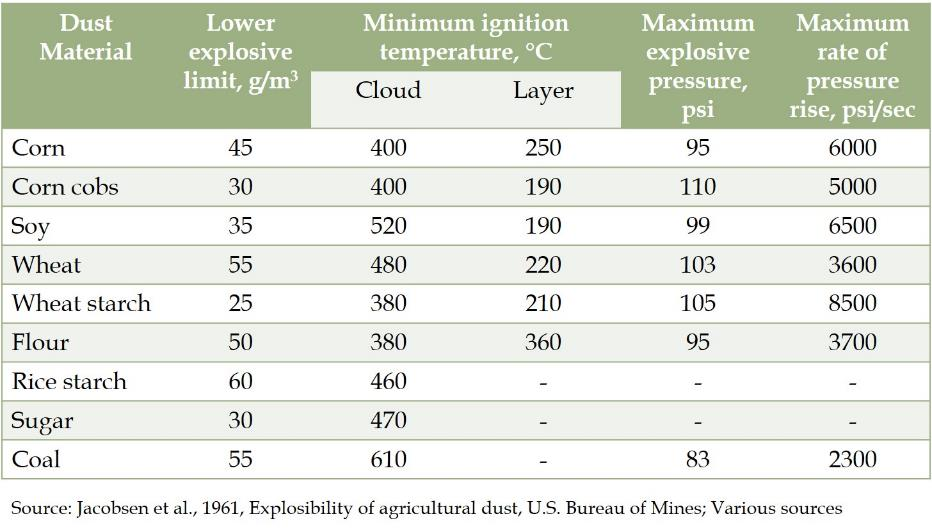 Dust Material Lower explosive limit, g/m³ Minimum ignition temperature, °C Maximum explosive pressure, psi Maximum rate of pressure rise, psi/sec
Cloud Layer
Corn 45 400 250 95 6000
Corn cobs 30 400 190 110 5000
Soy 35 520 190 99 6500
Wheat 55 480 220 103 3600
Wheat starch 25 380 210 105 8500
Flour 50 380 360 95 3700
Rice starch 60 460 - - -
Sugar 30 470 - - -
Coal 55 610 - 83 2300
Source: Jacobsen et al., 1961, Explosibility of agricultural dust, U.S. Bureau of Mines; Various sources